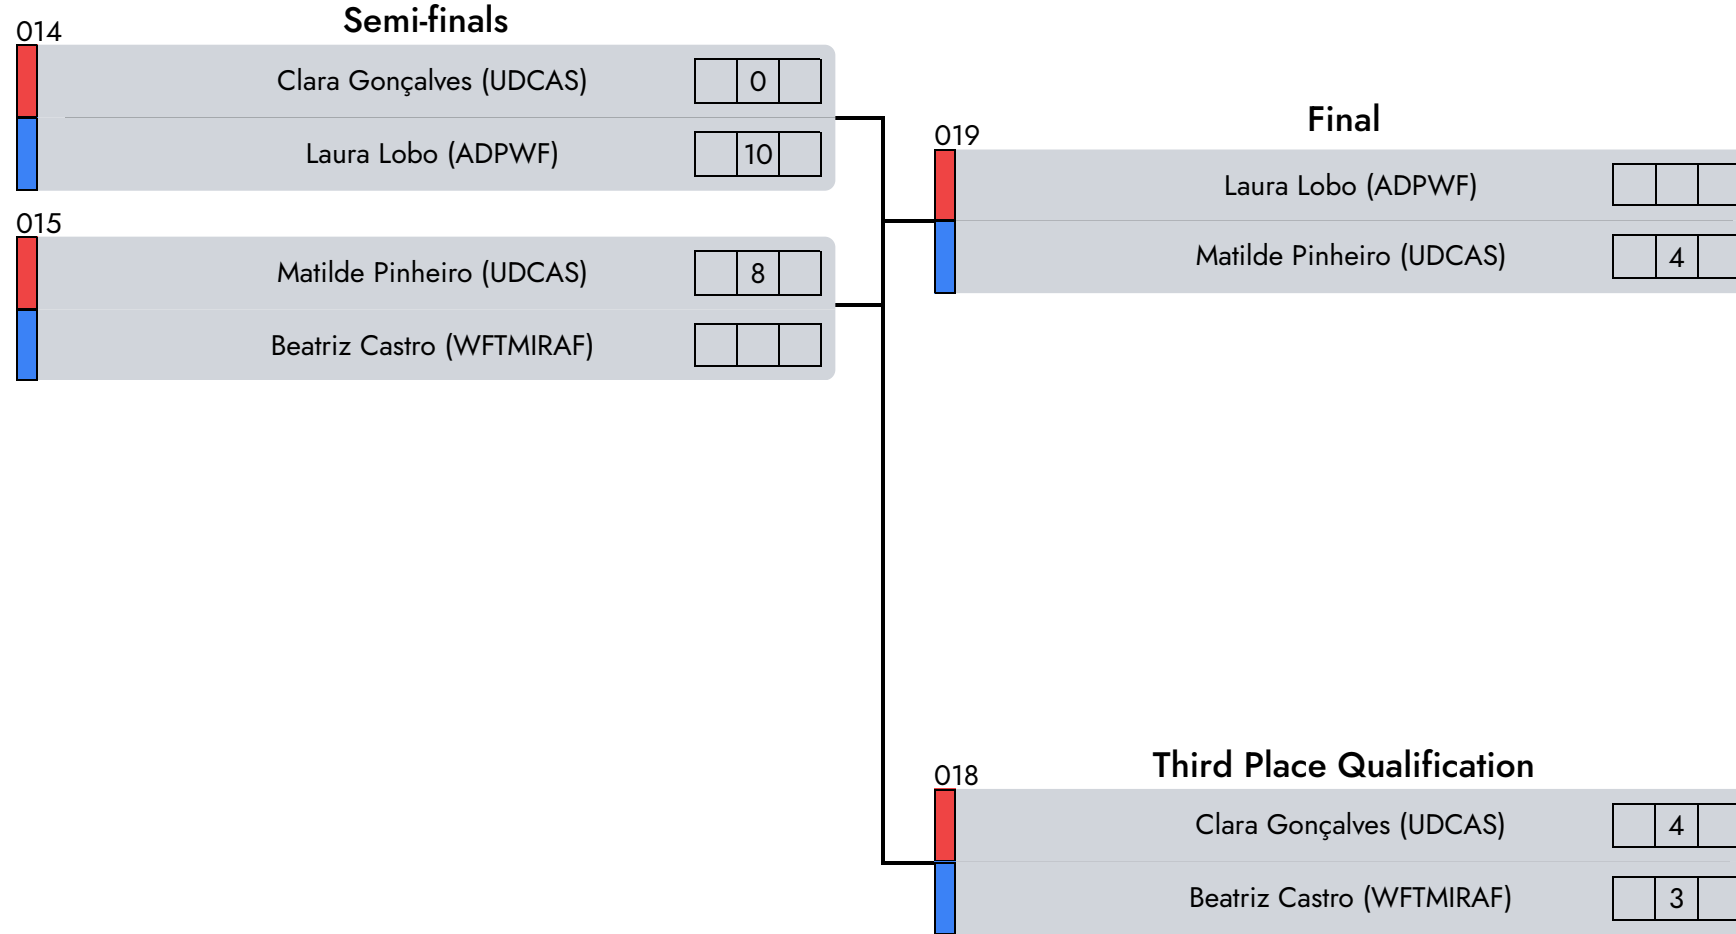 Semi-finals
014
Clara Gonçalves (UDCAS) 0
Laura Lobo (ADPWF) 10
015
Matilde Pinheiro (UDCAS) 8
Beatriz Castro (WFTMIRAF)
Final
019
Laura Lobo (ADPWF)
Matilde Pinheiro (UDCAS) 4
Third Place Qualification
018
Clara Gonçalves (UDCAS) 4
Beatriz Castro (WFTMIRAF) 3